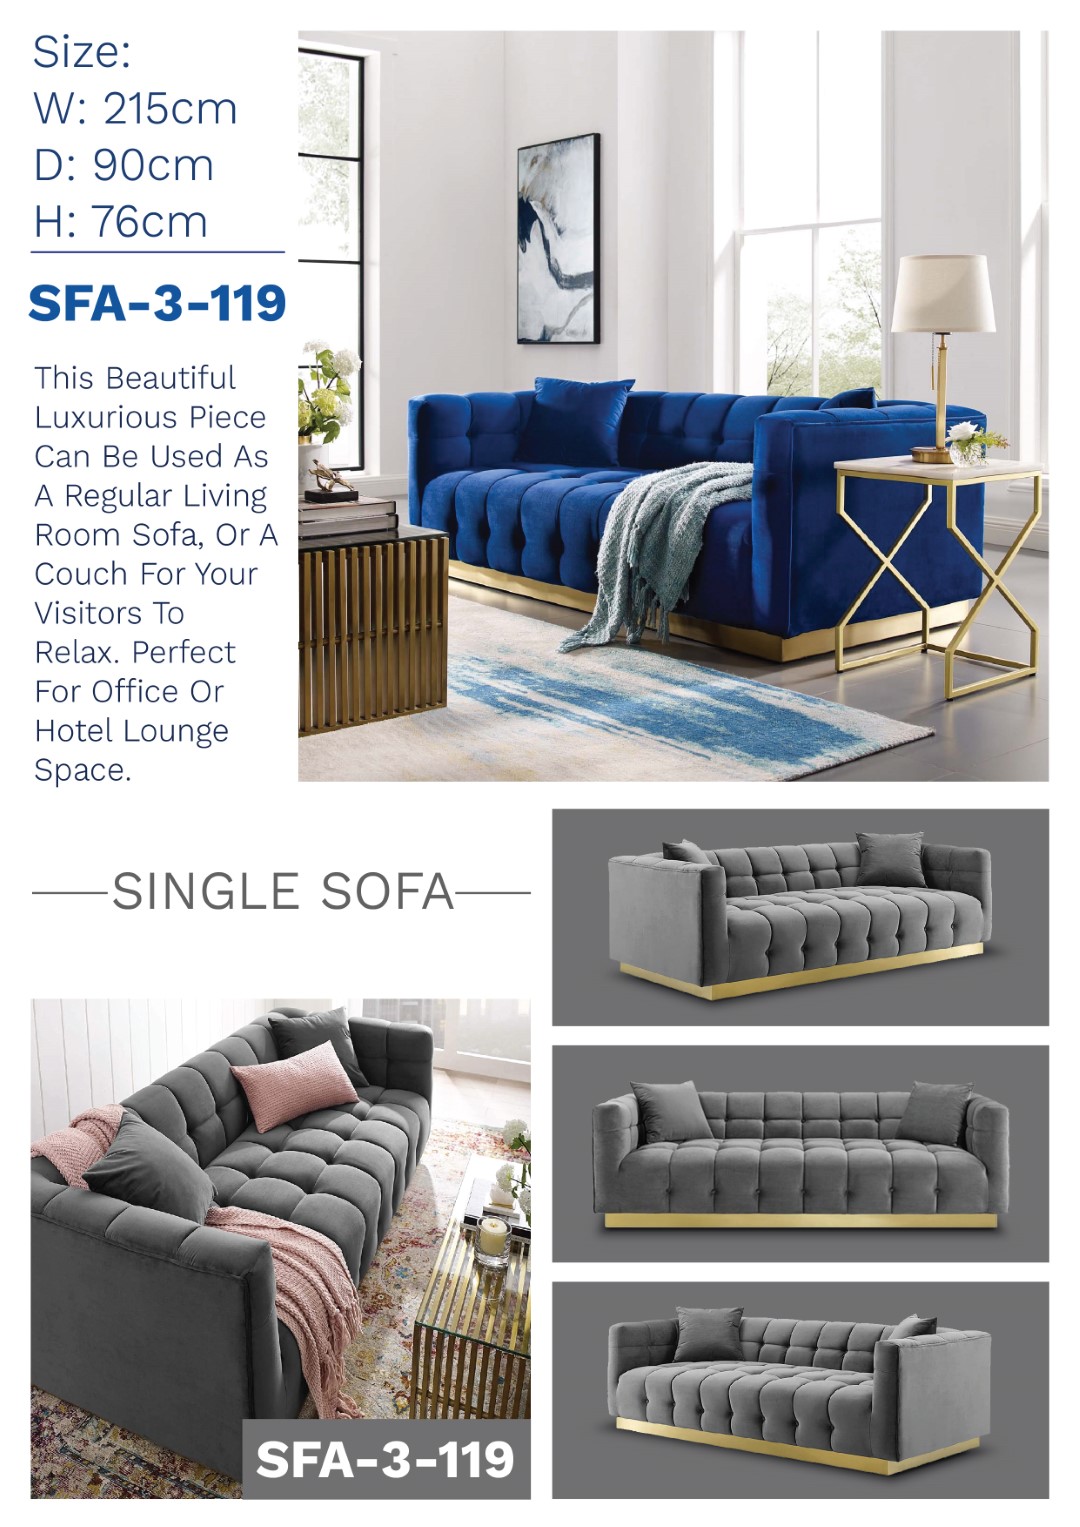 Size:
W: 215cm
D: 90cm
H: 76cm
SFA-3-119
This Beautiful
Luxurious Piece
Can Be Used As
A Regular Living
Room Sofa, Or A
Couch For Your
Visitors To
Relax. Perfect
For Office Or
Hotel Lounge
Space.
SINGLE SOFA
SFA-3-119